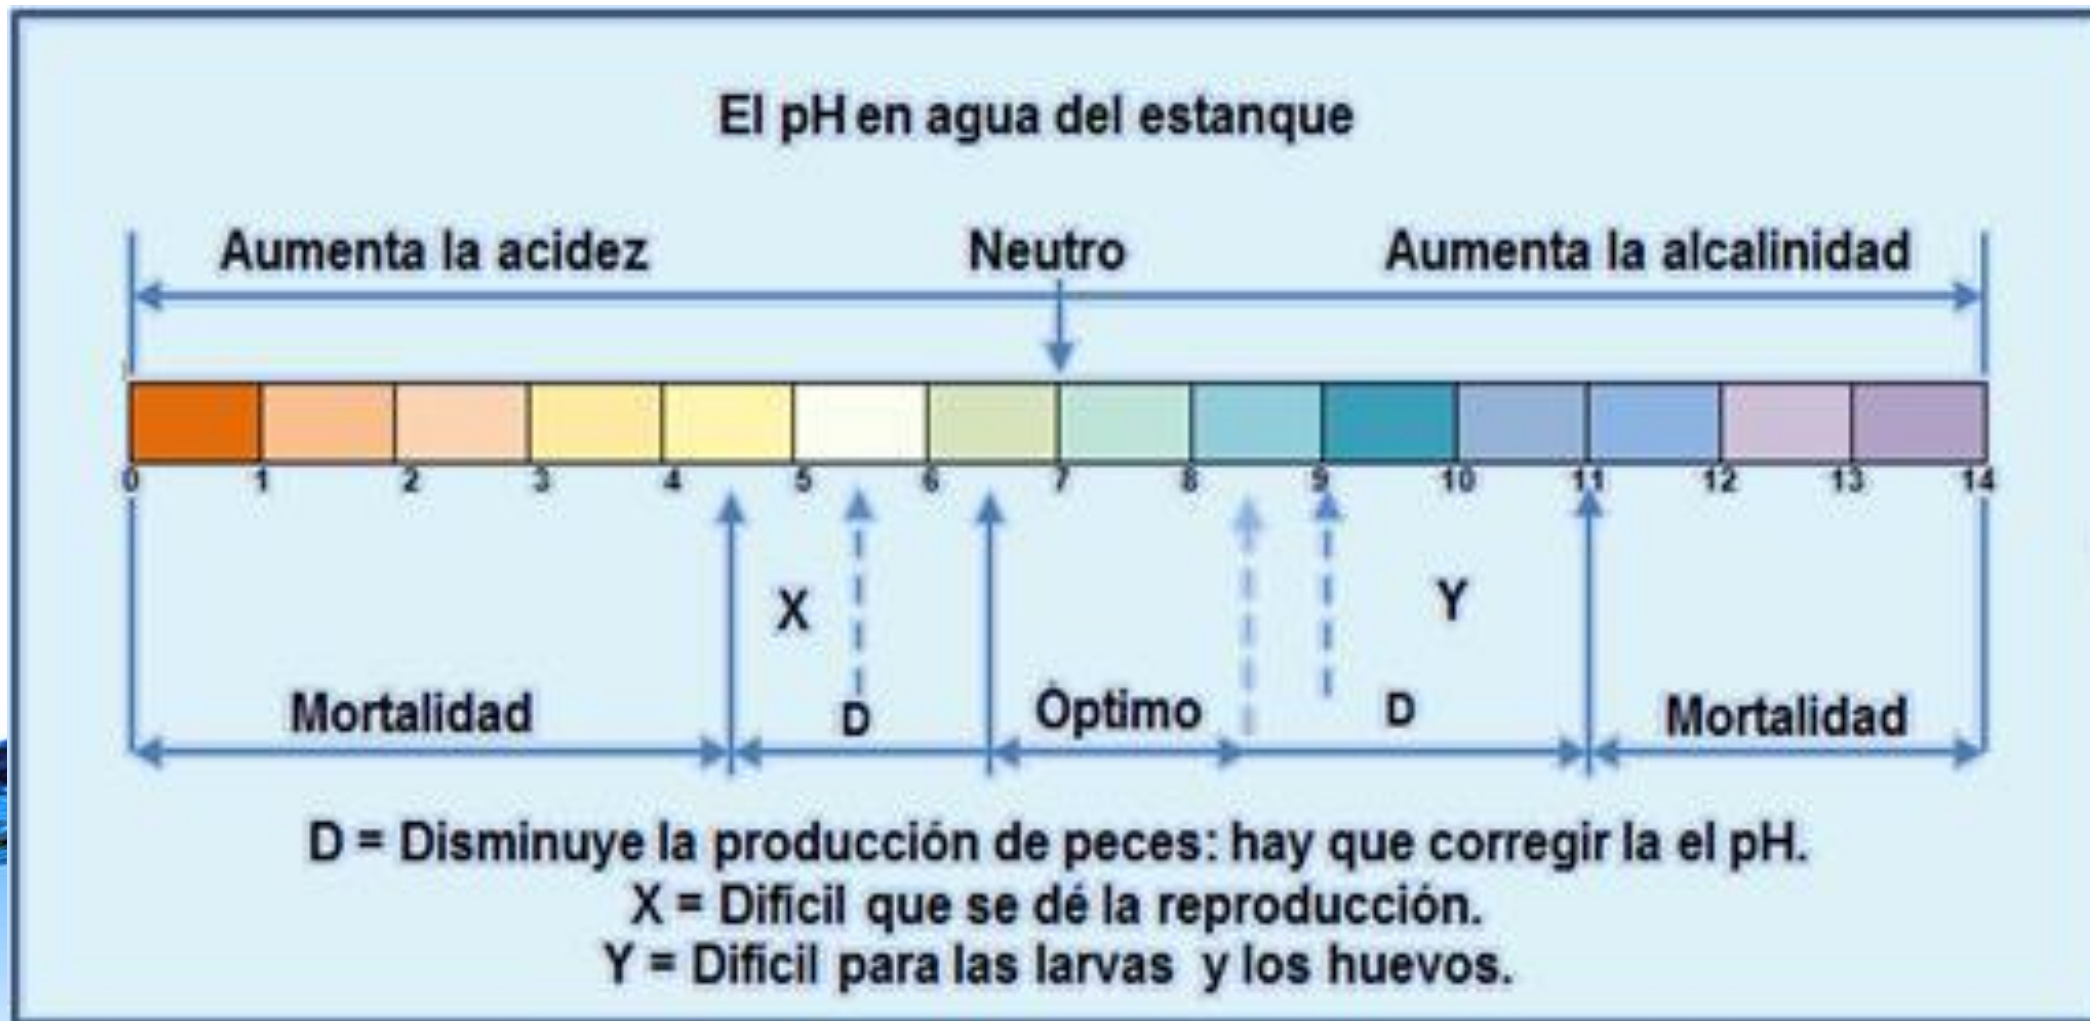 El pH en agua del estanque
Aumenta la acidez Neutro Aumenta la alcalinidad
0 1 2 3 4 5 6 7 8 9 10 11 12 13 14
X Y
Mortalidad D Óptimo D Mortalidad
D = Disminuye la producción de peces: hay que corregir la el pH.
X = Difícil que se dé la reproducción.
Y = Difícil para las larvas y los huevos.